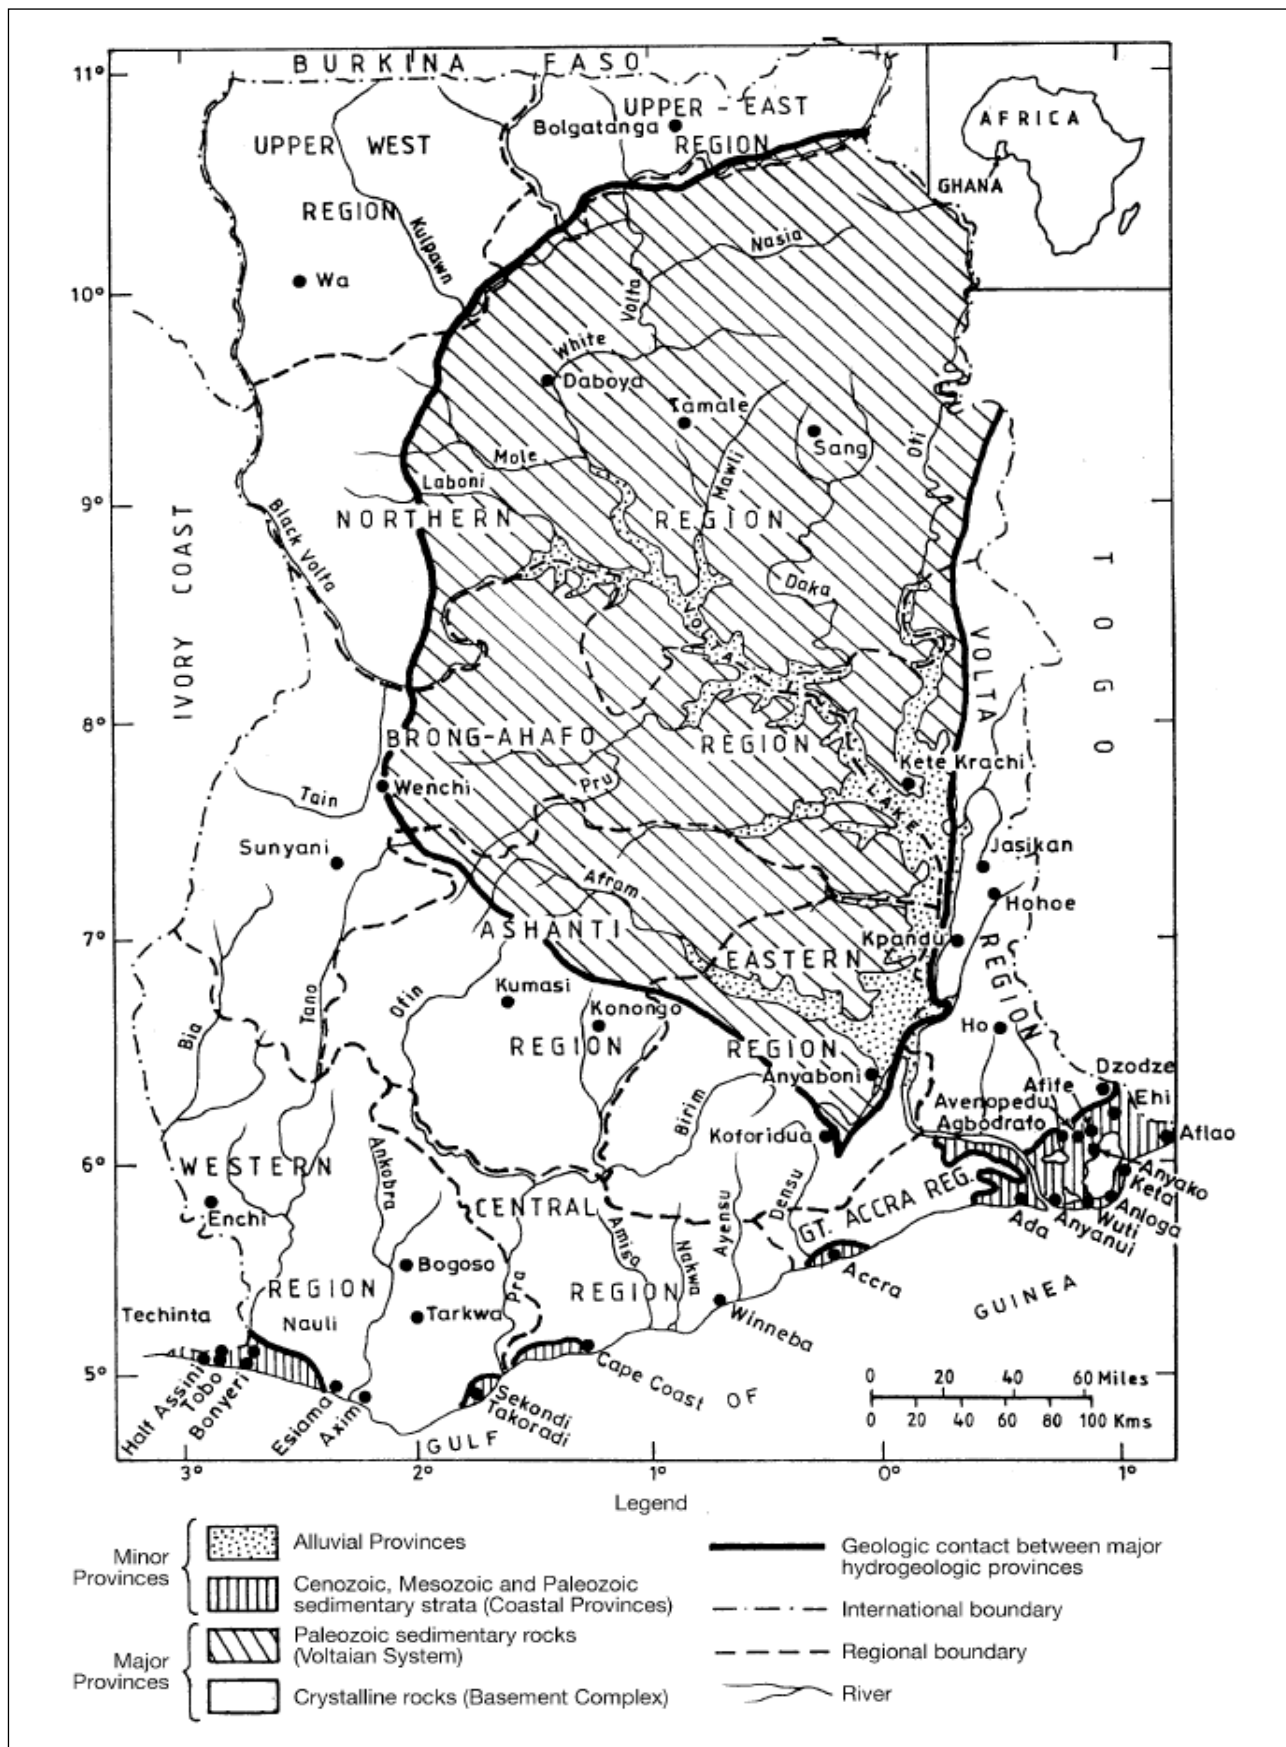 BURKINA FASO
11°
UPPER - EAST
Bolgatanga
REGION
UPPER WEST
REGION
Kulpawn
Wa
AFRICA
GHANA
Nasia
10°
Volta
White
Daboya
Tamale
Sang
Oti
Mole
Mawli
Laboni
9°
NORTHERN REGION
Black Volta
IVORY COAST
TOGO
Daka
VOLTA
VOLTA LAKE
8°
BRONG-AHAFO REGION
Kete Krachi
Pru
Wenchi
Tain
Sunyani
Jasikan
Afram
Hohoe
ASHANTI
7°
Kpandu
EASTERN
REGION
Kumasi
Ofin
Tano
Bia
Konongo
Ho
REGION
REGION
Anyaboni
Dzodze
Afife
Ehi
Avenopedu
Agbodrafo
Aflao
Birim
Koforidua
6°
WESTERN
Ankobra
Densu
Anyako
Keta
CENTRAL
GT. ACCRA REG.
Enchi
Ayensu
Anloga
Wuti
Ada
Anyanui
Amisa
Nakwa
Bogoso
Accra
REGION
Pra
REGION
GUINEA
Techinta
Nauli
Tarkwa
Winneba
5°
Half Assini
Tobo
Bonyeri
Esiama
Axim
Sekondi
Takoradi
Cape Coast
OF
GULF
0 20 40 60 Miles
0 20 40 60 80 100 Kms
3° 2° 1° 0° 1°
Legend
Minor
Provinces
Alluvial Provinces
Cenozoic, Mesozoic and Paleozoic
sedimentary strata (Coastal Provinces)
Major
Provinces
Paleozoic sedimentary rocks
(Voltaian System)
Crystalline rocks (Basement Complex)
Geologic contact between major
hydrogeologic provinces
International boundary
Regional boundary
River